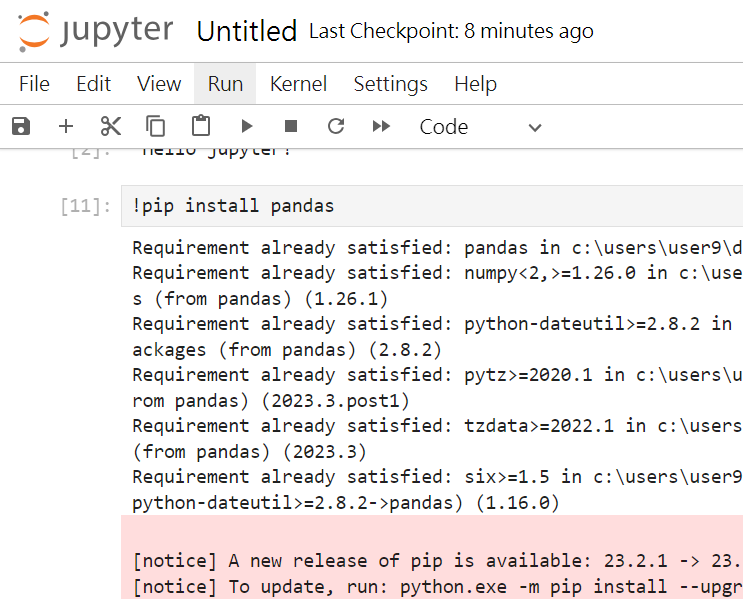 jupyter Untitled Last Checkpoint: 8 minutes ago
File Edit View Run Kernel Settings Help
Code
[2]: Hello jupyter!
[11]: !pip install pandas
Requirement already satisfied: pandas in c:\users\user9\d
Requirement already satisfied: numpy<2,>=1.26.0 in c:\use
s (from pandas) (1.26.1)
Requirement already satisfied: python-dateutil>=2.8.2 in
ackages (from pandas) (2.8.2)
Requirement already satisfied: pytz>=2020.1 in c:\users\u
rom pandas) (2023.3.post1)
Requirement already satisfied: tzdata>=2022.1 in c:\users
(from pandas) (2023.3)
Requirement already satisfied: six>=1.5 in c:\users\user9
python-dateutil>=2.8.2->pandas) (1.16.0)
[notice] A new release of pip is available: 23.2.1 -> 23.
[notice] To update, run: python.exe -m pip install --upgr